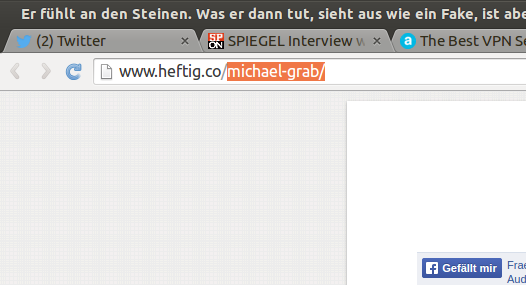 Er fühlt an den Steinen. Was er dann tut, sieht aus wie ein Fake, ist abe
(2) Twitter × SP ON SPIEGEL Interview w × a The Best VPN Se
www.heftig.co/michael-grab/
Gefällt mir Frae
Aud